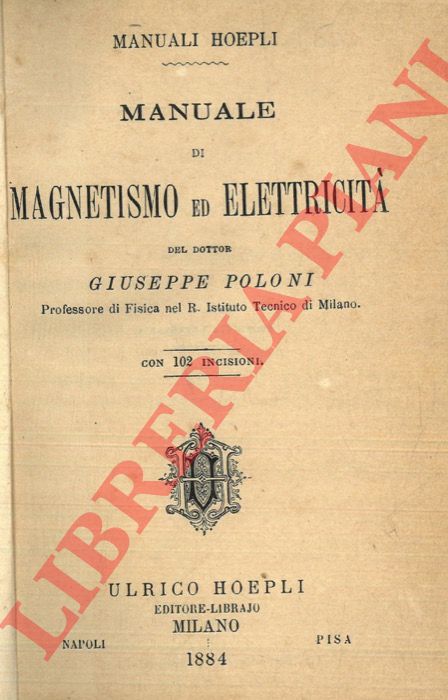 MANUALI HOEPLI
MANUALE
DI
MAGNETISMO ED ELETTRICITÀ
DEL DOTTOR
GIUSEPPE POLONI
Professore di Fisica nel R. Istituto Tecnico di Milano.
CON 102 INCISIONI.
ULRICO HOEPLI
EDITORE-LIBRAJO
MILANO
NAPOLI PISA
1884
LIBRERIA PIANI